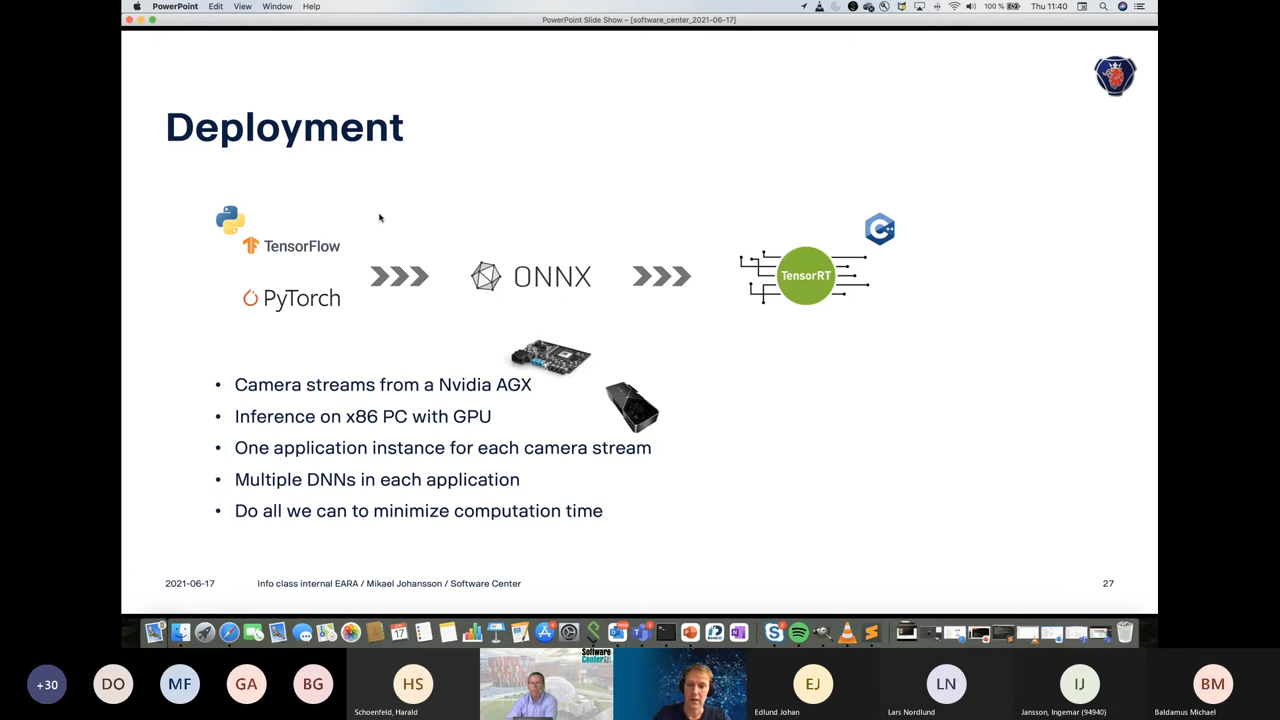 PowerPoint Edit View Window Help
100 % Thu 11:40
PowerPoint Slide Show – [software_center_2021-06-17]
Deployment
TensorFlow
PyTorch
ONNX
TensorRT
• Camera streams from a Nvidia AGX
• Inference on x86 PC with GPU
• One application instance for each camera stream
• Multiple DNNs in each application
• Do all we can to minimize computation time
2021-06-17 Info class internal EARA / Mikael Johansson / Software Center 27
17
Software
Center
+30 DO MF GA BG HS EJ LN IJ BM
Schoenfeld, Harald Edlund Johan Lars Nordlund Jansson, Ingemar (94940) Baldamus Michael